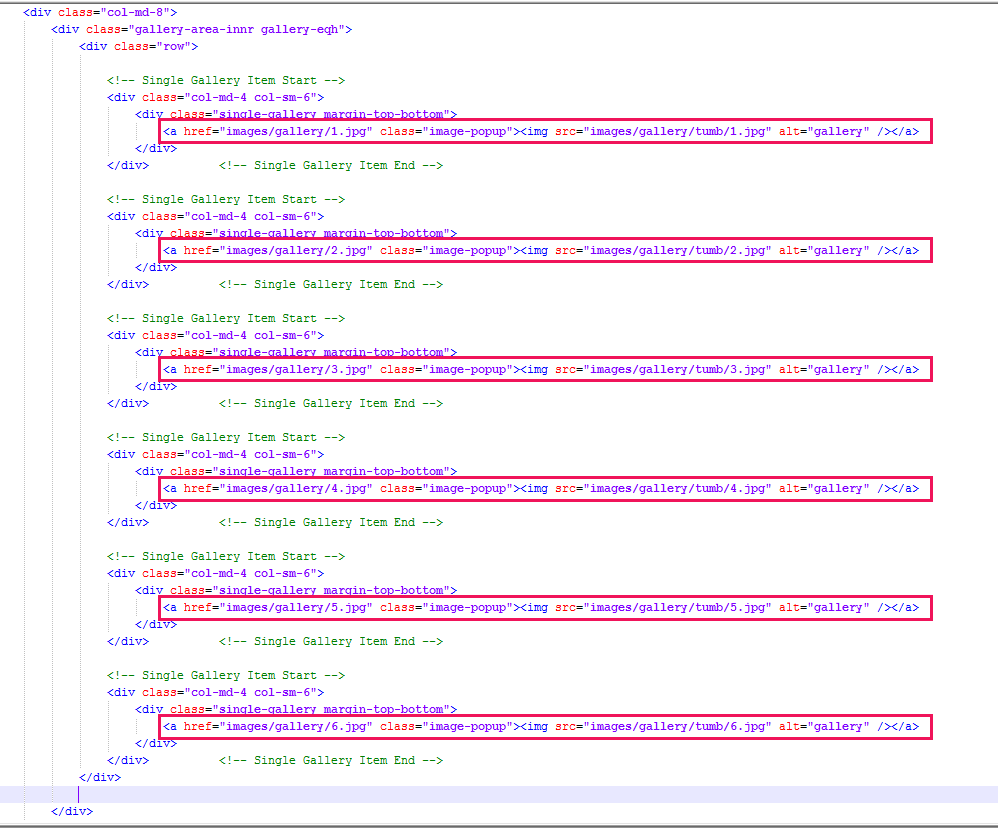 <div class="col-md-8">
<div class="gallery-area-innr gallery-eqh">
<div class="row">
<!-- Single Gallery Item Start -->
<div class="col-md-4 col-sm-6">
<div class="single-gallery margin-top-bottom">
<a href="images/gallery/1.jpg" class="image-popup"><img src="images/gallery/tumb/1.jpg" alt="gallery" /></a>
</div>
</div> <!-- Single Gallery Item End -->
<!-- Single Gallery Item Start -->
<div class="col-md-4 col-sm-6">
<div class="single-gallery margin-top-bottom">
<a href="images/gallery/2.jpg" class="image-popup"><img src="images/gallery/tumb/2.jpg" alt="gallery" /></a>
</div>
</div> <!-- Single Gallery Item End -->
<!-- Single Gallery Item Start -->
<div class="col-md-4 col-sm-6">
<div class="single-gallery margin-top-bottom">
<a href="images/gallery/3.jpg" class="image-popup"><img src="images/gallery/tumb/3.jpg" alt="gallery" /></a>
</div>
</div> <!-- Single Gallery Item End -->
<!-- Single Gallery Item Start -->
<div class="col-md-4 col-sm-6">
<div class="single-gallery margin-top-bottom">
<a href="images/gallery/4.jpg" class="image-popup"><img src="images/gallery/tumb/4.jpg" alt="gallery" /></a>
</div>
</div> <!-- Single Gallery Item End -->
<!-- Single Gallery Item Start -->
<div class="col-md-4 col-sm-6">
<div class="single-gallery margin-top-bottom">
<a href="images/gallery/5.jpg" class="image-popup"><img src="images/gallery/tumb/5.jpg" alt="gallery" /></a>
</div>
</div> <!-- Single Gallery Item End -->
<!-- Single Gallery Item Start -->
<div class="col-md-4 col-sm-6">
<div class="single-gallery margin-top-bottom">
<a href="images/gallery/6.jpg" class="image-popup"><img src="images/gallery/tumb/6.jpg" alt="gallery" /></a>
</div>
</div> <!-- Single Gallery Item End -->
</div>
</div>